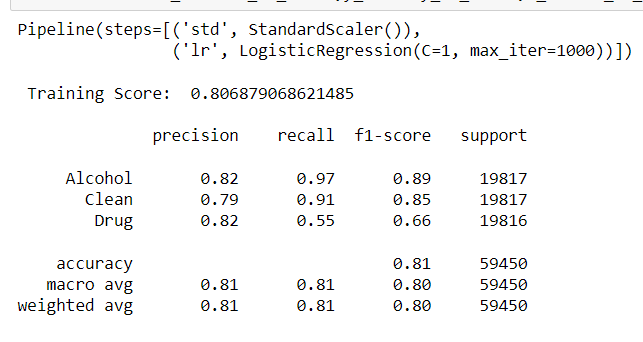 Pipeline(steps=[('std', StandardScaler()),
('lr', LogisticRegression(C=1, max_iter=1000))])
Training Score: 0.806879068621485
precision recall f1-score support
Alcohol 0.82 0.97 0.89 19817
Clean 0.79 0.91 0.85 19817
Drug 0.82 0.55 0.66 19816
accuracy 0.81 59450
macro avg 0.81 0.81 0.80 59450
weighted avg 0.81 0.81 0.80 59450